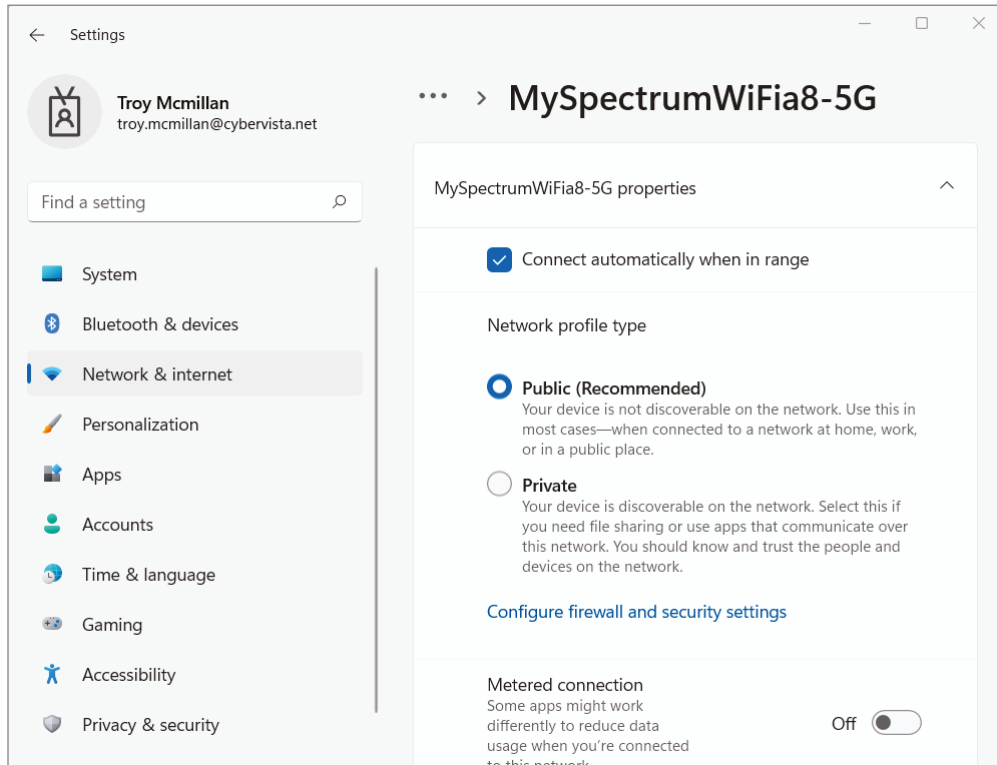 Settings
Troy Mcmillan
troy.mcmillan@cybervista.net
Find a setting
System
Bluetooth & devices
Network & internet
Personalization
Apps
Accounts
Time & language
Gaming
Accessibility
Privacy & security
MySpectrumWiFia8-5G
MySpectrumWiFia8-5G properties
Connect automatically when in range
Network profile type
Public (Recommended)
Your device is not discoverable on the network. Use this in
most cases—when connected to a network at home, work,
or in a public place.
Private
Your device is discoverable on the network. Select this if
you need file sharing or use apps that communicate over
this network. You should know and trust the people and
devices on the network.
Configure firewall and security settings
Metered connection
Some apps might work
differently to reduce data
usage when you're connected
to this network
Off